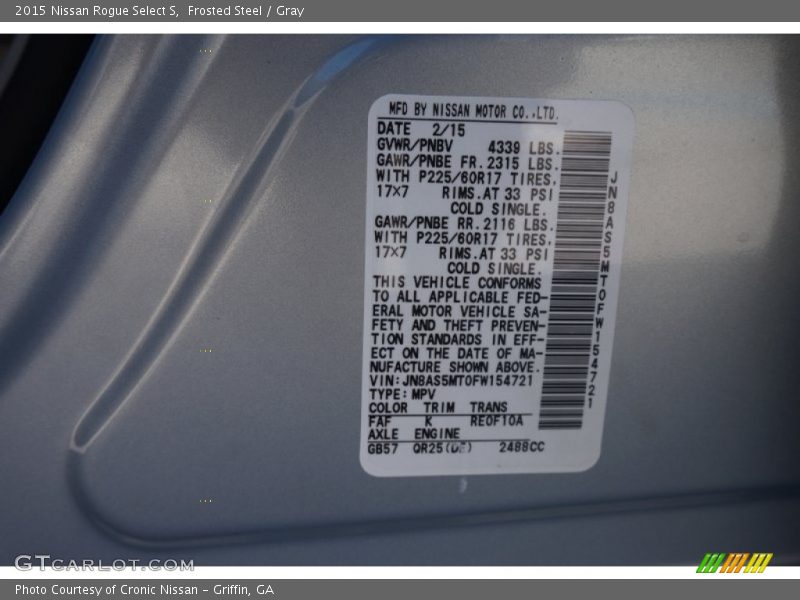 2015 Nissan Rogue Select S, Frosted Steel / Gray
MFD BY NISSAN MOTOR CO.,LTD.
DATE 2/15
GVWR/PNBV 4339 LBS.
GAWR/PNBE FR. 2315 LBS.
WITH P225/60R17 TIRES,
17X7 RIMS.AT 33 PSI
COLD SINGLE.
GAWR/PNBE RR. 2116 LBS.
WITH P225/60R17 TIRES,
17X7 RIMS.AT 33 PSI
COLD SINGLE.
THIS VEHICLE CONFORMS
TO ALL APPLICABLE FED-
ERAL MOTOR VEHICLE SA-
FETY AND THEFT PREVEN-
TION STANDARDS IN EFF-
ECT ON THE DATE OF MA-
NUFACTURE SHOWN ABOVE.
VIN:JN8AS5MT0FW154721
TYPE:MPV
COLOR TRIM TRANS
FAF K RE0F10A
AXLE ENGINE
GB57 QR25(DE) 2488CC
JN8AS5MT0FW154721
GTCARLOT.COM
Photo Courtesy of Cronic Nissan - Griffin, GA